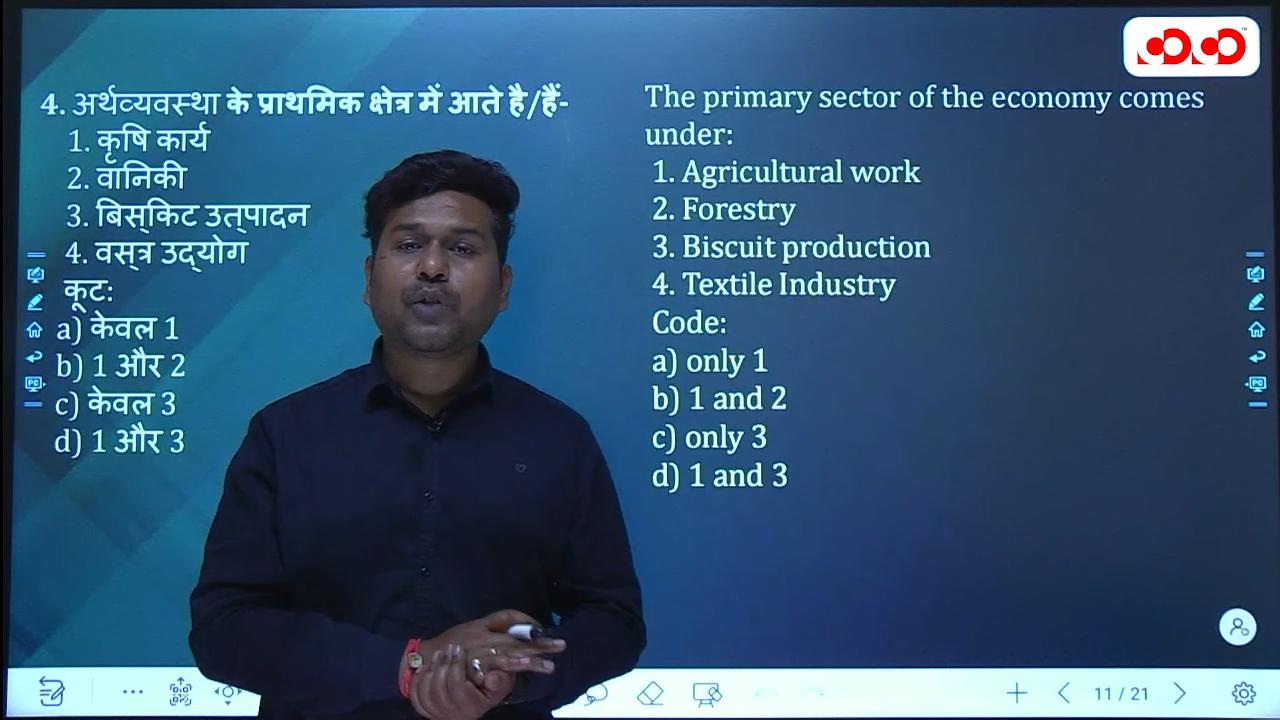 4. अर्थव्यवस्था के प्राथमिक क्षेत्र में आते है/हैं-
1. कृषि कार्य
2. वानिकी
3. बिस्किट उत्पादन
4. वस्त्र उद्योग
कूट:
a) केवल 1
b) 1 और 2
c) केवल 3
d) 1 और 3
The primary sector of the economy comes
under:
1. Agricultural work
2. Forestry
3. Biscuit production
4. Textile Industry
Code:
a) only 1
b) 1 and 2
c) only 3
d) 1 and 3
11 / 21